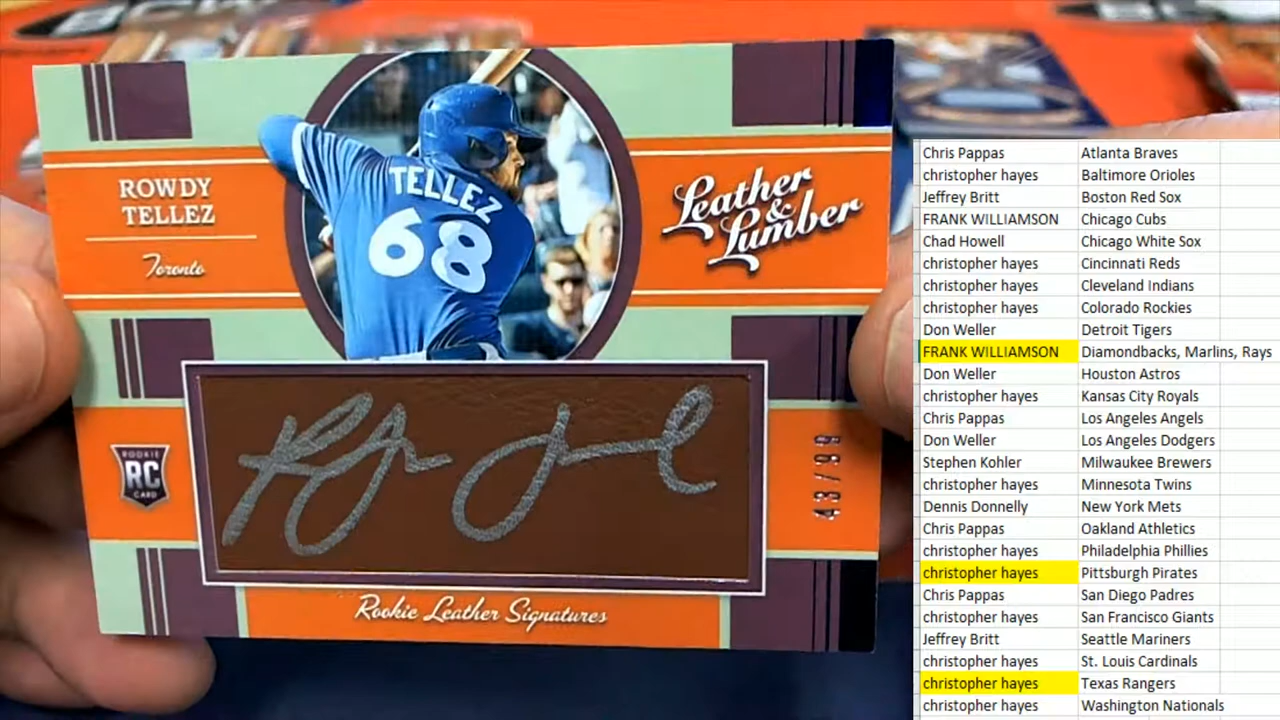 ROWDY
TELLEZ
Toronto
TELLEZ
68
Leather
&
Lumber
ROOKIE
RC
CARD
43/99
Rookie Leather Signatures
Chris Pappas Atlanta Braves
christopher hayes Baltimore Orioles
Jeffrey Britt Boston Red Sox
FRANK WILLIAMSON Chicago Cubs
Chad Howell Chicago White Sox
christopher hayes Cincinnati Reds
christopher hayes Cleveland Indians
christopher hayes Colorado Rockies
Don Weller Detroit Tigers
FRANK WILLIAMSON Diamondbacks, Marlins, Rays
Don Weller Houston Astros
christopher hayes Kansas City Royals
Chris Pappas Los Angeles Angels
Don Weller Los Angeles Dodgers
Stephen Kohler Milwaukee Brewers
christopher hayes Minnesota Twins
Dennis Donnelly New York Mets
Chris Pappas Oakland Athletics
christopher hayes Philadelphia Phillies
christopher hayes Pittsburgh Pirates
Chris Pappas San Diego Padres
christopher hayes San Francisco Giants
Jeffrey Britt Seattle Mariners
christopher hayes St. Louis Cardinals
christopher hayes Texas Rangers
christopher hayes Washington Nationals